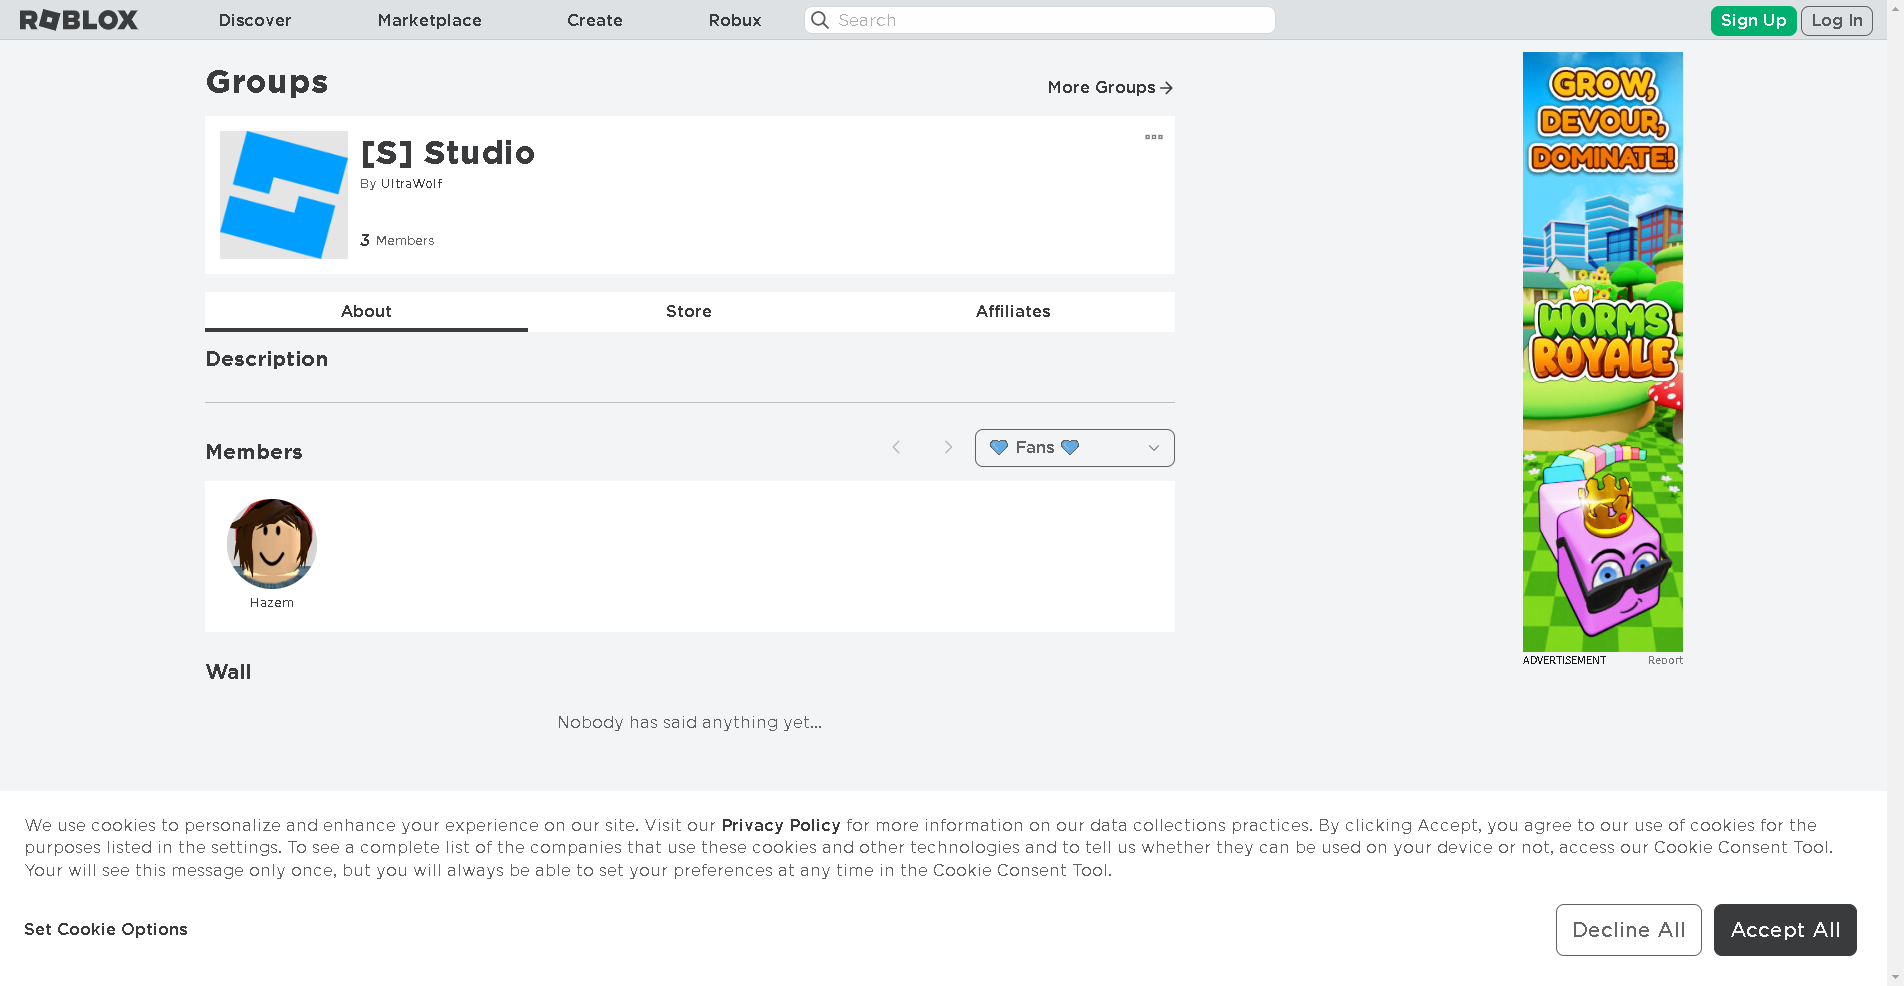 ROBLOX
Discover
Marketplace
Create
Robux
Search
Sign Up
Log In
Groups
More Groups
[S] Studio
By UltraWolf
3 Members
About
Store
Affiliates
Description
Members
💙 Fans 💙
Hazem
Wall
Nobody has said anything yet...
GROW,
DEVOUR,
DOMINATE!
WORMS
ROYALE
ADVERTISEMENT
Report
We use cookies to personalize and enhance your experience on our site. Visit our Privacy Policy for more information on our data collections practices. By clicking Accept, you agree to our use of cookies for the
purposes listed in the settings. To see a complete list of the companies that use these cookies and other technologies and to tell us whether they can be used on your device or not, access our Cookie Consent Tool.
Your will see this message only once, but you will always be able to set your preferences at any time in the Cookie Consent Tool.
Set Cookie Options
Decline All
Accept All